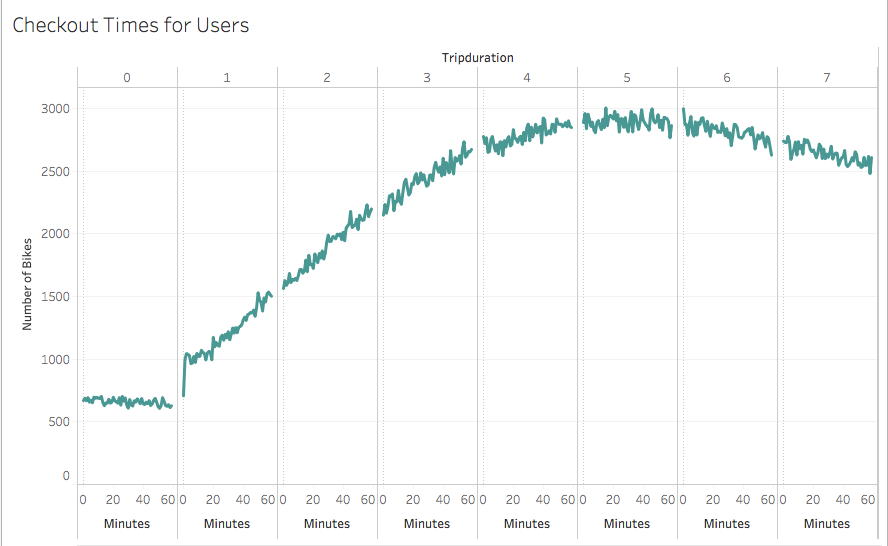 Checkout Times for Users
Tripduration
0 1 2 3 4 5 6 7
3000
2500
2000
1500
1000
500
0
Number of Bikes
0 20 40 60 0 20 40 60 0 20 40 60 0 20 40 60 0 20 40 60 0 20 40 60 0 20 40 60 0 20 40 60
Minutes Minutes Minutes Minutes Minutes Minutes Minutes Minutes